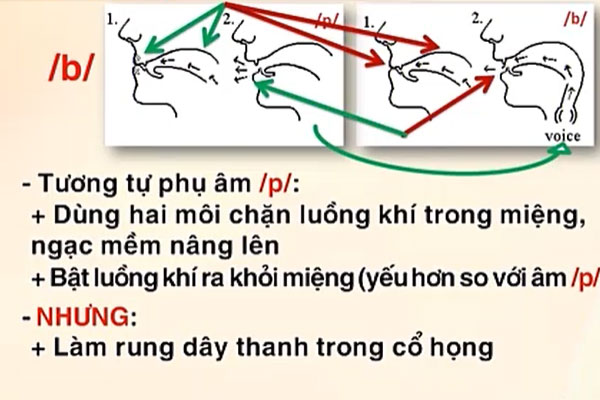 1.
2.
/p/
1.
2.
/b/
/b/
voice
- Tương tự phụ âm /p/:
+ Dùng hai môi chặn luồng khí trong miệng,
ngạc mềm nâng lên
+ Bật luồng khí ra khỏi miệng (yếu hơn so với âm /p/
- NHƯNG:
+ Làm rung dây thanh trong cổ họng